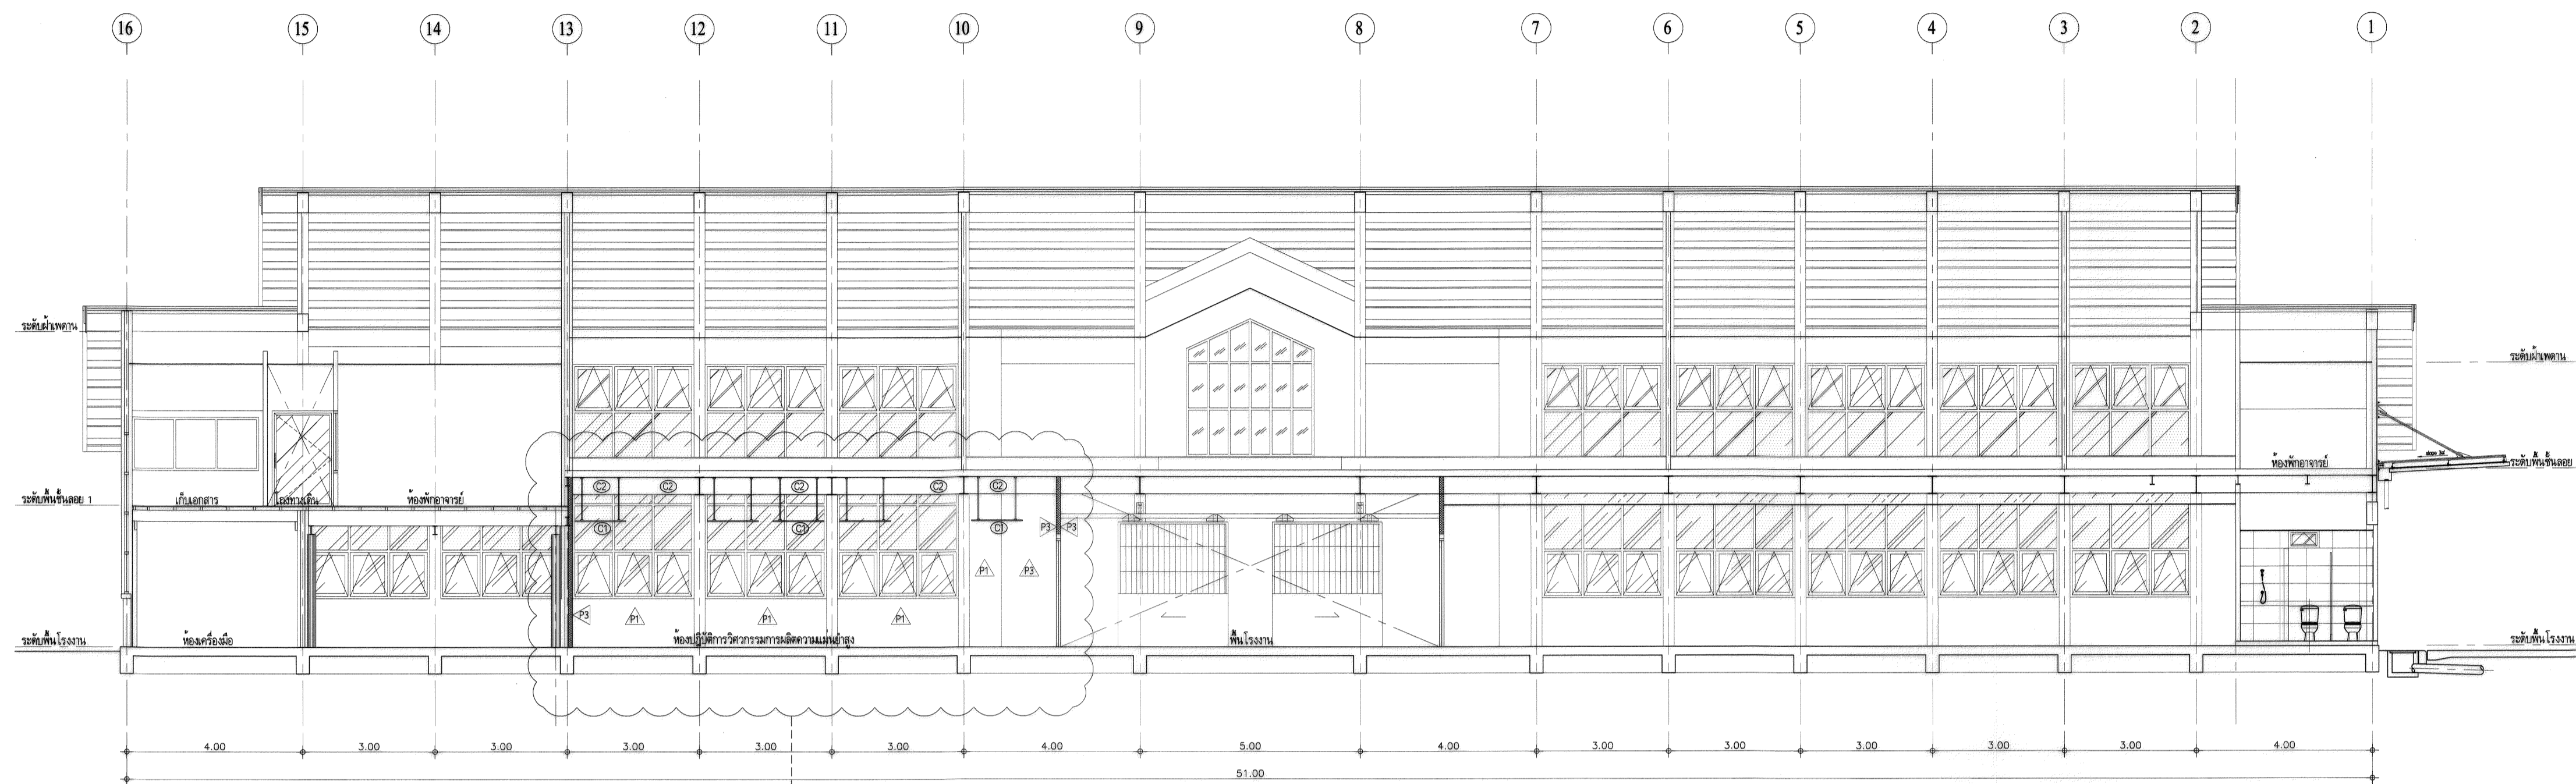 16 15 14 13 12 11 10 9 8 7 6 5 4 3 2 1
ระดับฝ้าเพดาน
ระดับฝ้าเพดาน
slope
ห้องพักอาจารย์
ระดับพื้นชั้นลอย
C2 C2 C2 C2 C2
ระดับพื้นชั้นลอย 1
เก็บเอกสาร
โถงทางเดิน
ห้องพักอาจารย์
C1 C1 C1
P3 P3
P1 P3
P3 P1 P1 P1
ระดับพื้นโรงงาน
ห้องเครื่องมือ
ห้องปฏิบัติการวิศวกรรมการผลิตความแม่นยำสูง
พื้นโรงงาน
ระดับพื้นโรงงาน
4.00 3.00 3.00 3.00 3.00 3.00 4.00 5.00 4.00 3.00 3.00 3.00 3.00 3.00 4.00
51.00